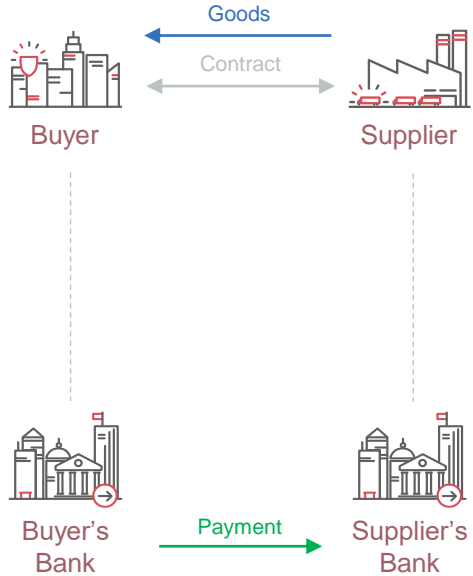 Goods
Contract
Buyer
Supplier
Buyer's
Bank
Payment
Supplier's
Bank